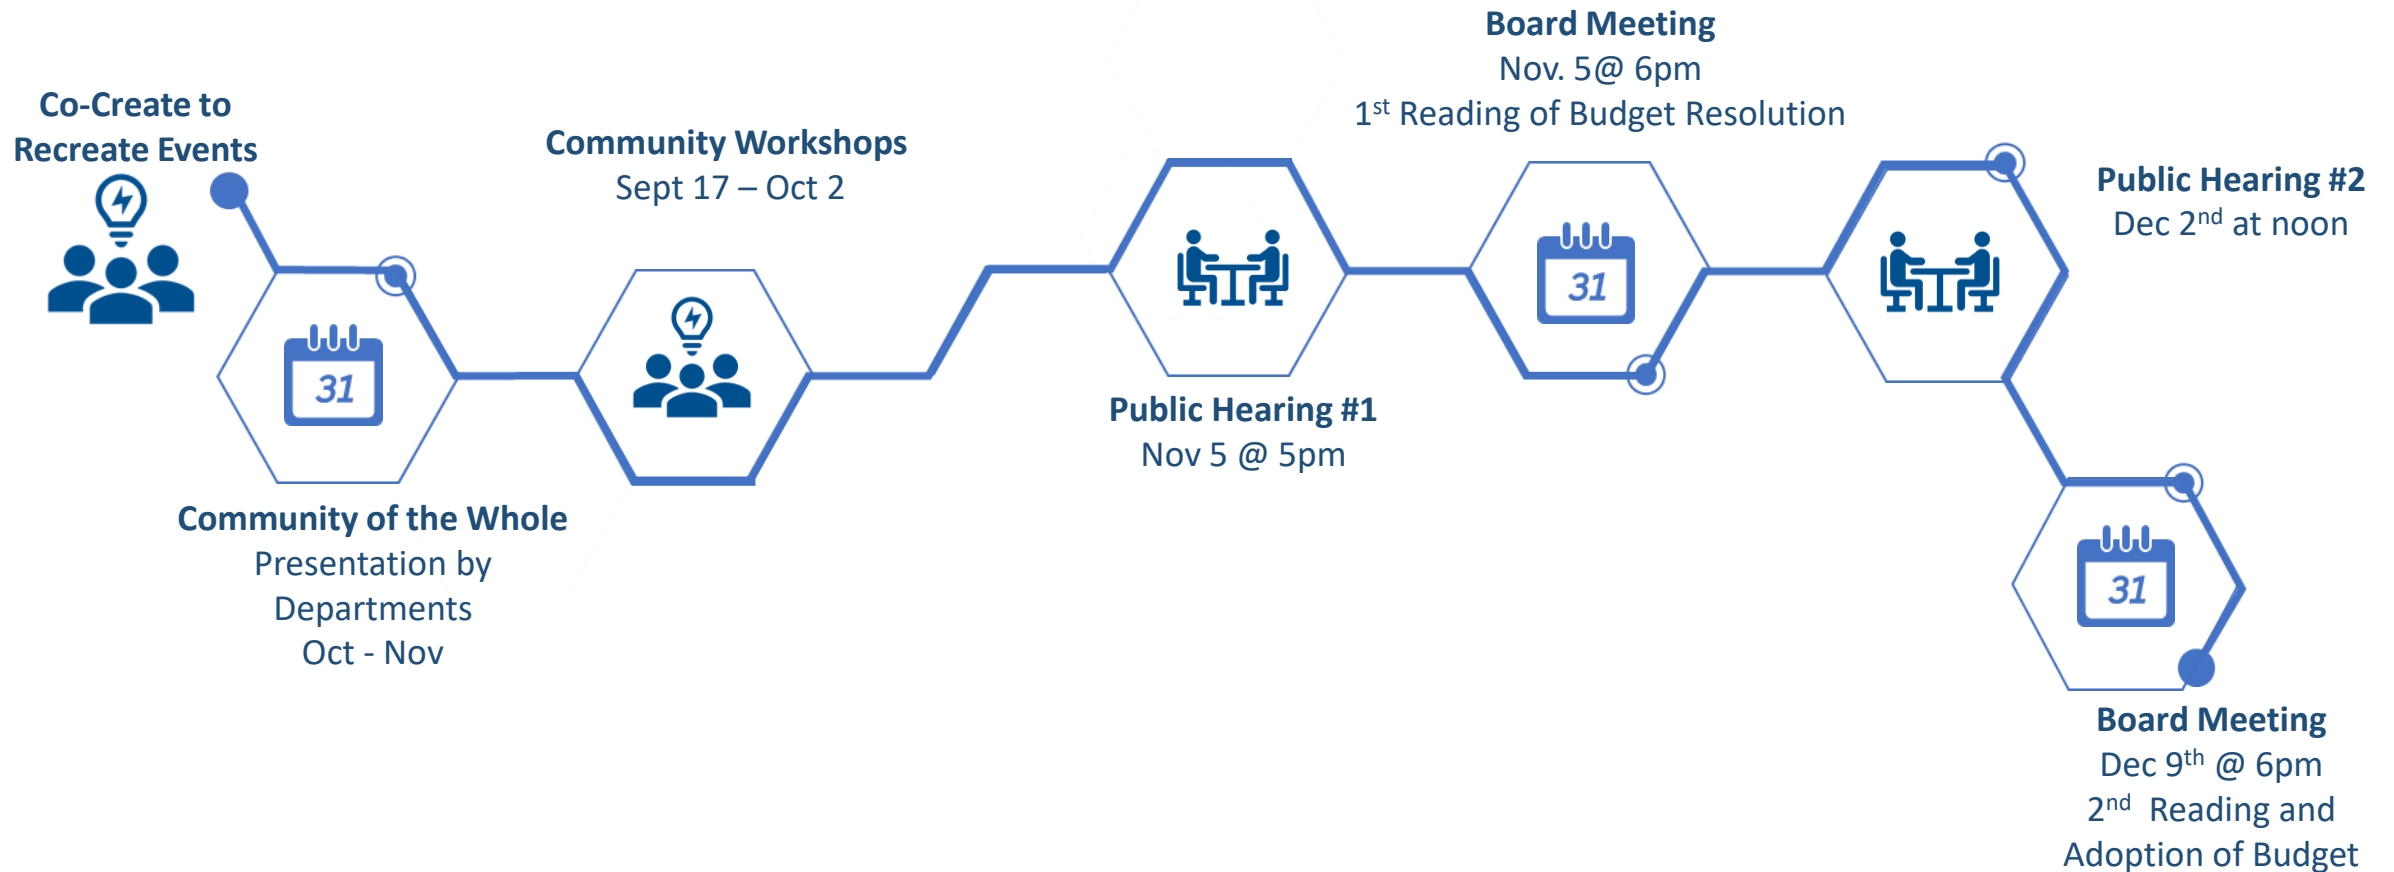 Co-Create to
Recreate Events
31
Community of the Whole
Presentation by
Departments
Oct - Nov
Community Workshops
Sept 17 – Oct 2
Public Hearing #1
Nov 5 @ 5pm
Board Meeting
Nov. 5@ 6pm
1st Reading of Budget Resolution
31
Public Hearing #2
Dec 2nd at noon
31
Board Meeting
Dec 9th @ 6pm
2nd Reading and
Adoption of Budget